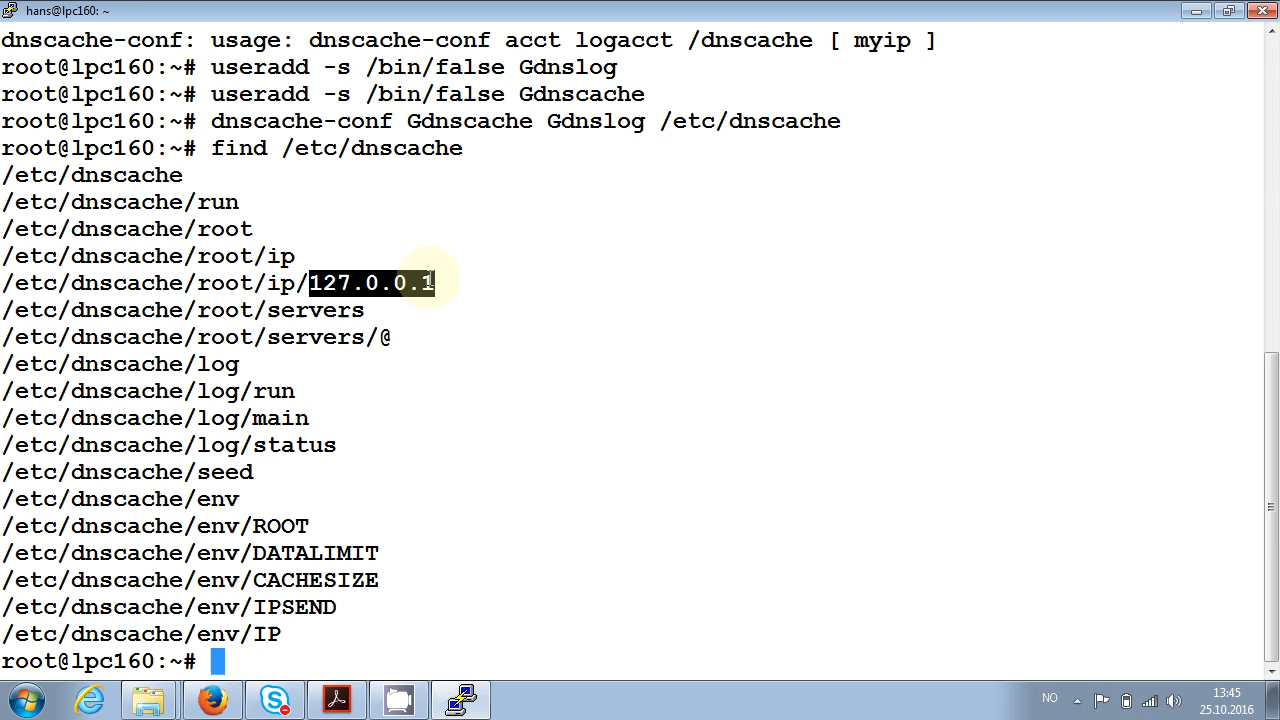 hans@lpc160: ~
dnscache-conf: usage: dnscache-conf acct logacct /dnscache [ myip ]
root@lpc160:~# useradd -s /bin/false Gdnslog
root@lpc160:~# useradd -s /bin/false Gdnscache
root@lpc160:~# dnscache-conf Gdnscache Gdnslog /etc/dnscache
root@lpc160:~# find /etc/dnscache
/etc/dnscache
/etc/dnscache/run
/etc/dnscache/root
/etc/dnscache/root/ip
/etc/dnscache/root/ip/127.0.0.1
/etc/dnscache/root/servers
/etc/dnscache/root/servers/@
/etc/dnscache/log
/etc/dnscache/log/run
/etc/dnscache/log/main
/etc/dnscache/log/status
/etc/dnscache/seed
/etc/dnscache/env
/etc/dnscache/env/ROOT
/etc/dnscache/env/DATALIMIT
/etc/dnscache/env/CACHESIZE
/etc/dnscache/env/IPSEND
/etc/dnscache/env/IP
root@lpc160:~#
NO
13:45
25.10.2016